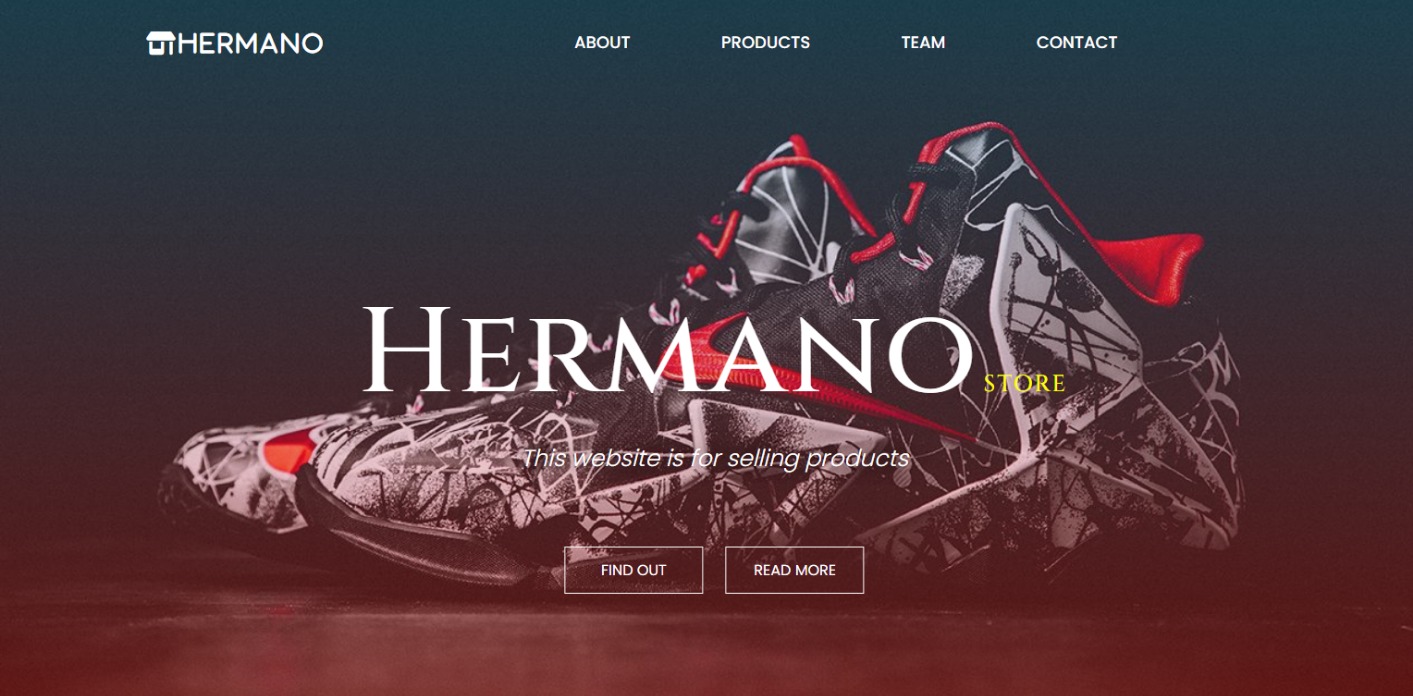 HERMANO
ABOUT PRODUCTS TEAM CONTACT
HERMANO STORE
This website is for selling products
FIND OUT READ MORE